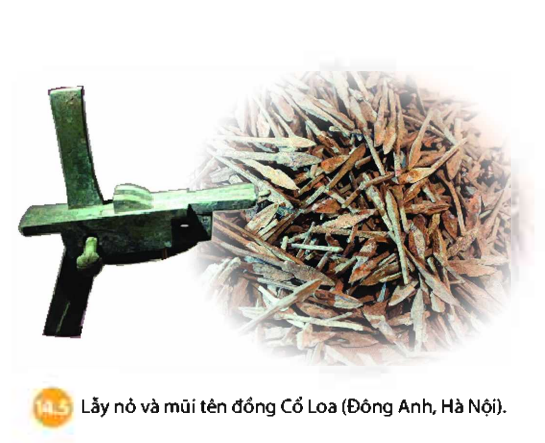 14.5 Lẫy nỏ và mũi tên đồng Cổ Loa (Đông Anh, Hà Nội).